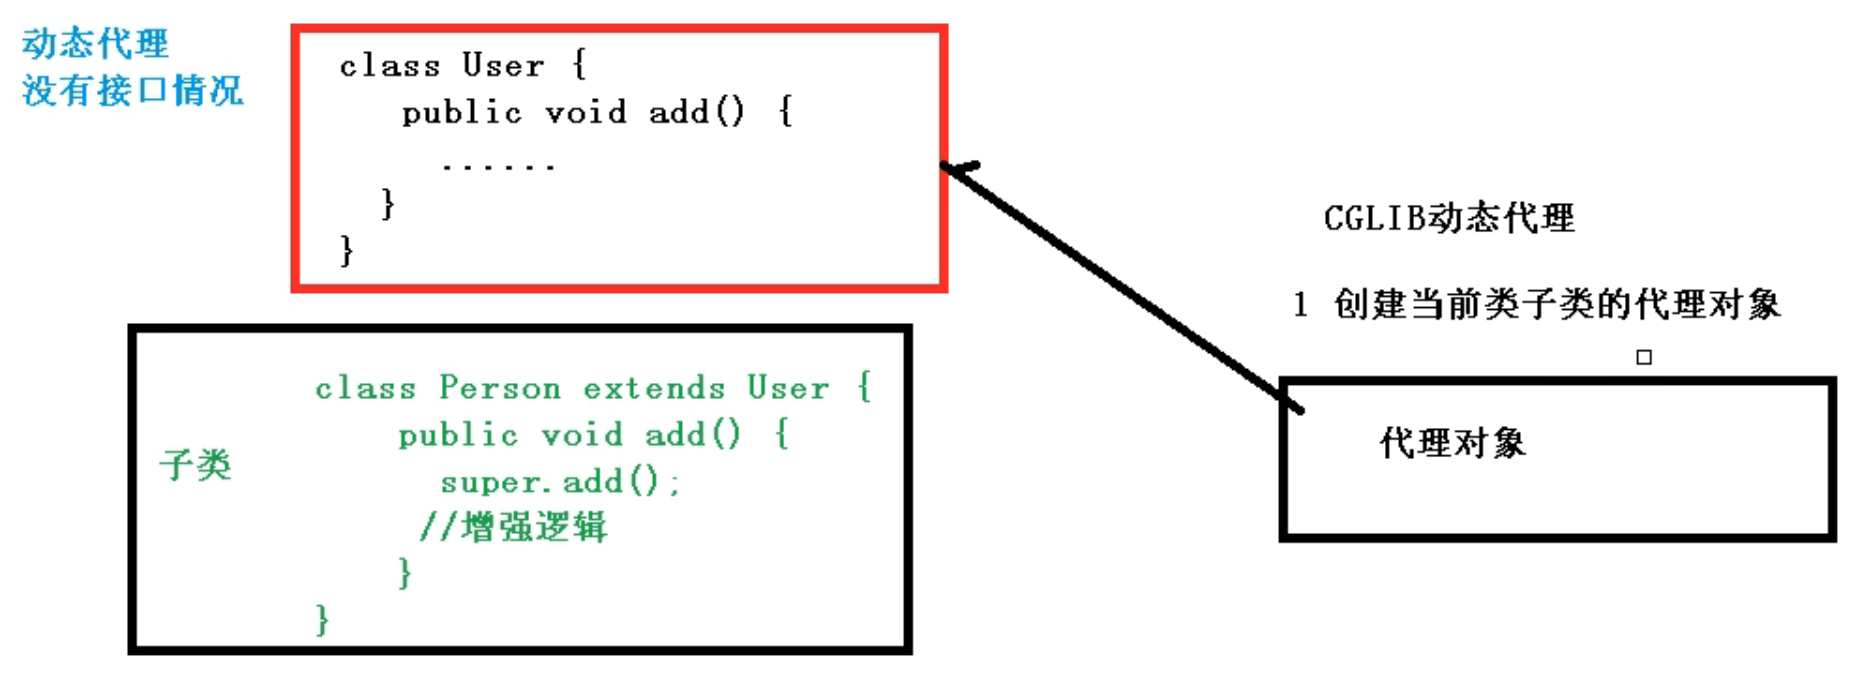 动态代理
没有接口情况
class User {
public void add() {
......
}
}
CGLIB动态代理
1 创建当前类子类的代理对象
子类
class Person extends User {
public void add() {
super.add();
//增强逻辑
}
}
代理对象